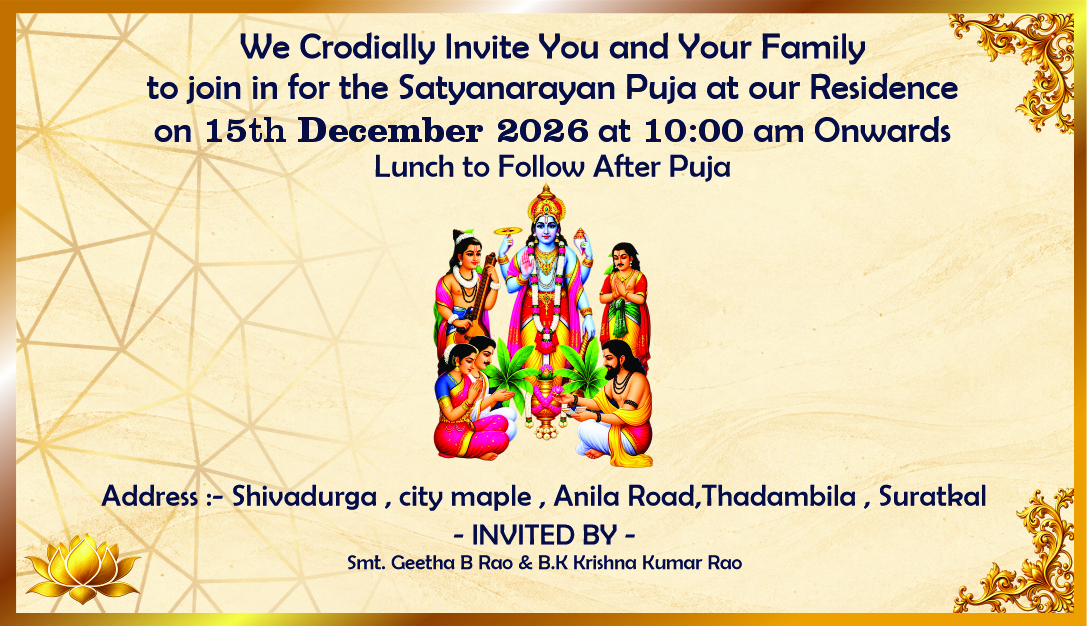 We Crodially Invite You and Your Family
to join in for the Satyanarayan Puja at our Residence
on 15th December 2026 at 10:00 am Onwards
Lunch to Follow After Puja
Address :- Shivadurga , city maple , Anila Road,Thadambila , Suratkal
- INVITED BY -
Smt. Geetha B Rao & B.K Krishna Kumar Rao